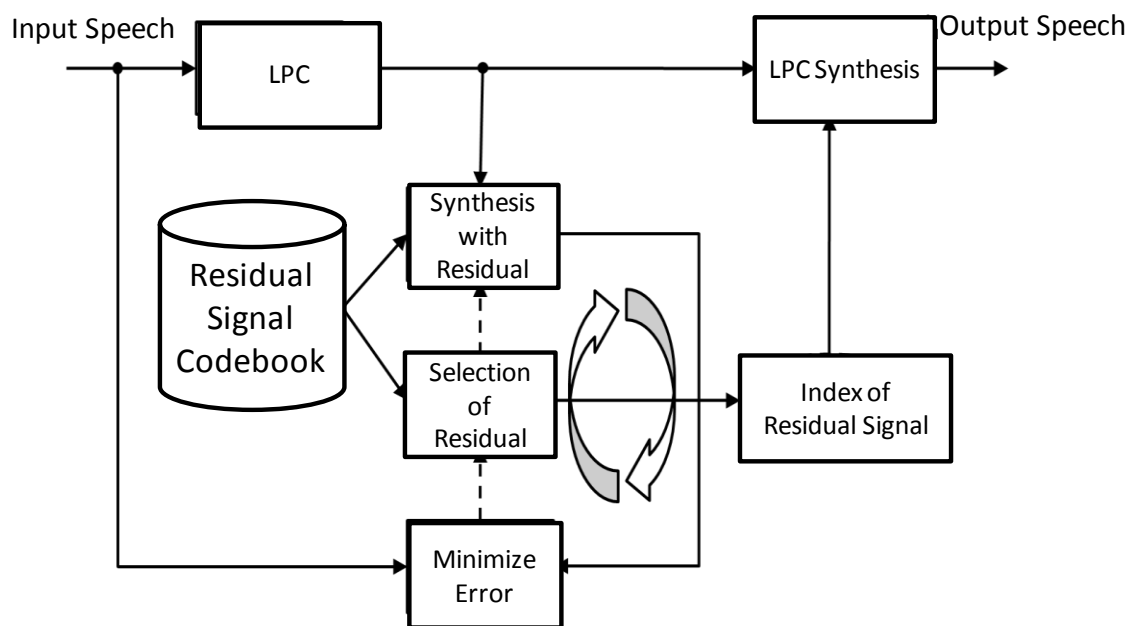 Input Speech
Output Speech
LPC
LPC Synthesis
Synthesis
with
Residual
Residual
Signal
Codebook
Selection
of
Residual
Index of
Residual Signal
Minimize
Error